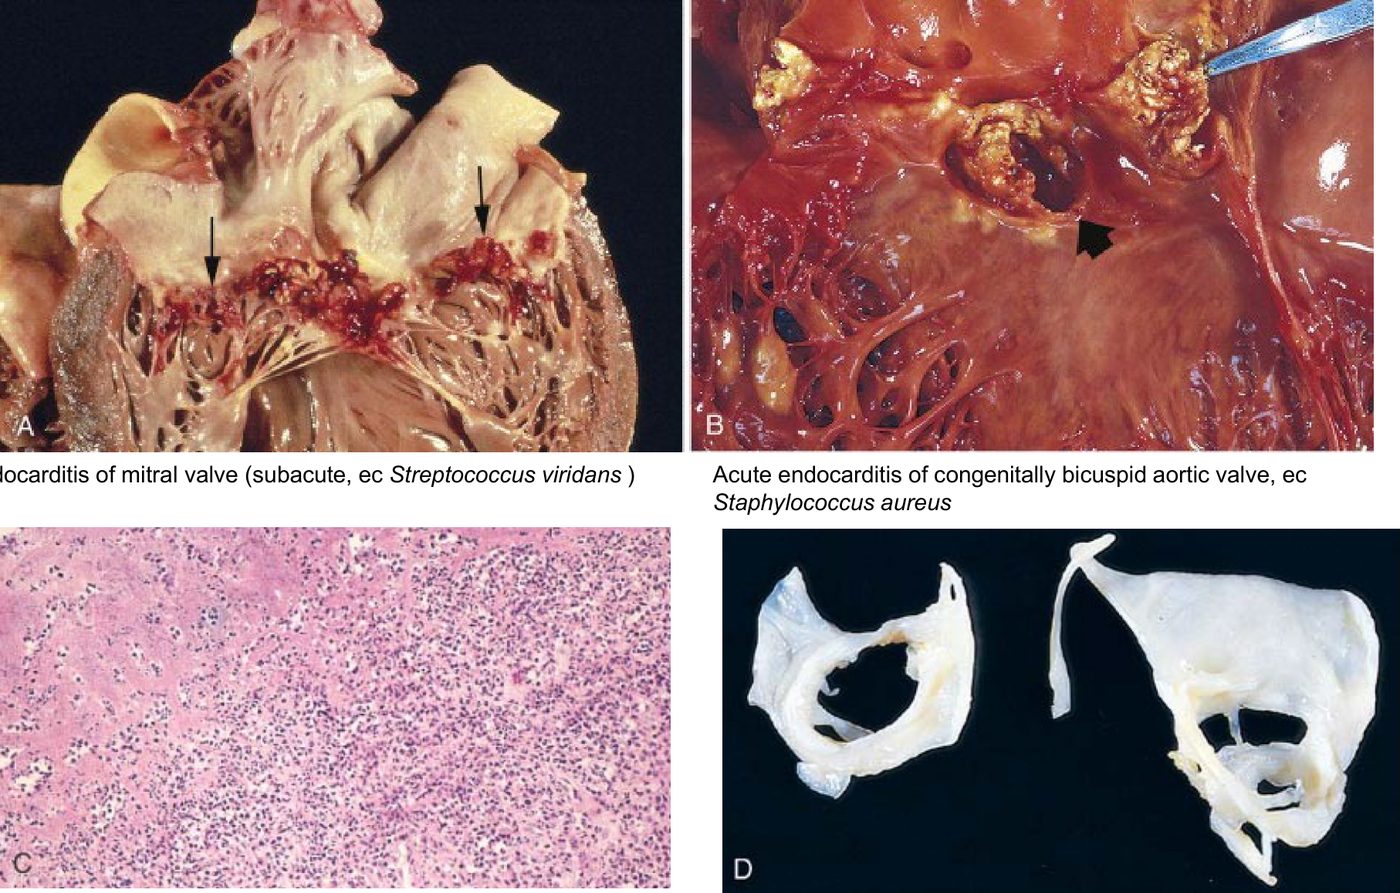 A
B
docarditis of mitral valve (subacute, ec Streptococcus viridans )
Acute endocarditis of congenitally bicuspid aortic valve, ec
Staphylococcus aureus
C
D